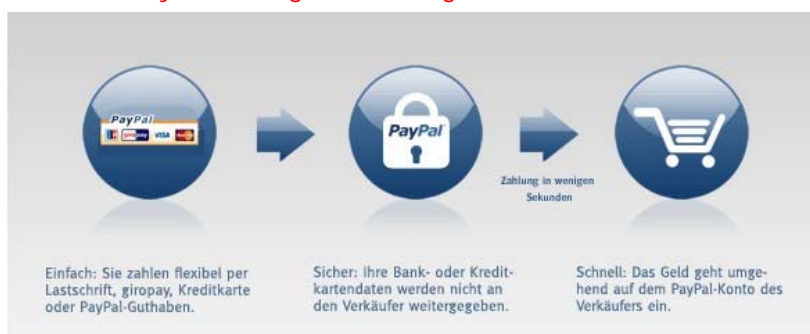 PayPal
giropay VISA
PayPal
Zahlung in wenigen
Sekunden
Einfach: Sie zahlen flexibel per
Lastschrift, giropay, Kreditkarte
oder PayPal-Guthaben.
Sicher: Ihre Bank- oder Kredit-
kartendaten werden nicht an
den Verkäufer weitergegeben.
Schnell: Das Geld geht umge-
hend auf dem PayPal-Konto des
Verkäufers ein.